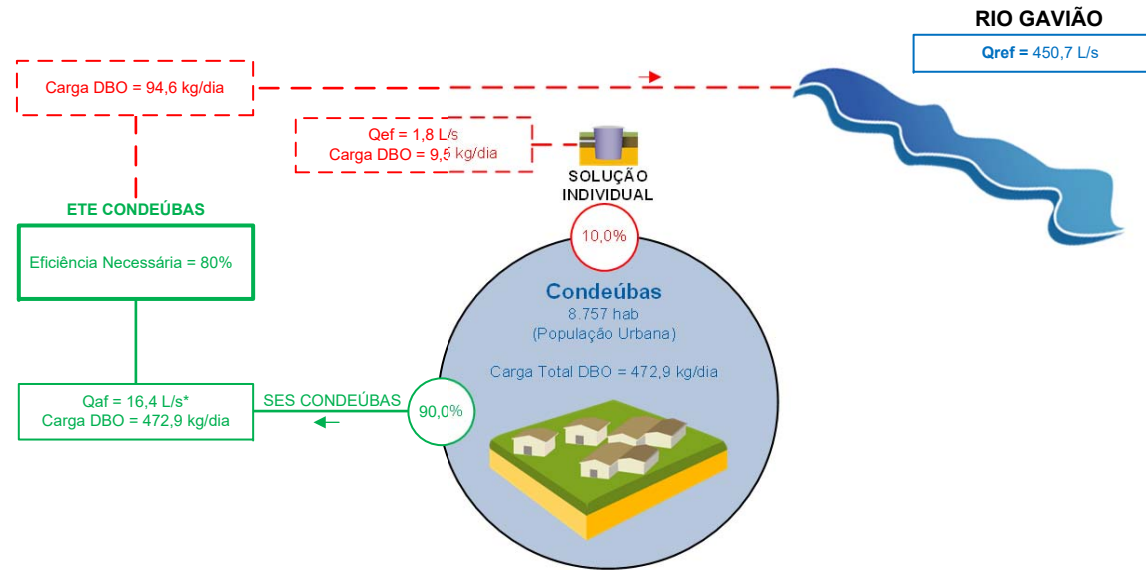 RIO GAVIÃO
Qref = 450,7 L/s
Carga DBO = 94,6 kg/dia
Qef = 1,8 L/s
Carga DBO = 9,5 kg/dia
SOLUÇÃO
INDIVIDUAL
ETE CONDEÚBAS
Eficiência Necessária = 80%
10,0%
Condeúbas
8.757 hab
(População Urbana)
Carga Total DBO = 472,9 kg/dia
Qaf = 16,4 L/s*
Carga DBO = 472,9 kg/dia
SES CONDEÚBAS
90,0%